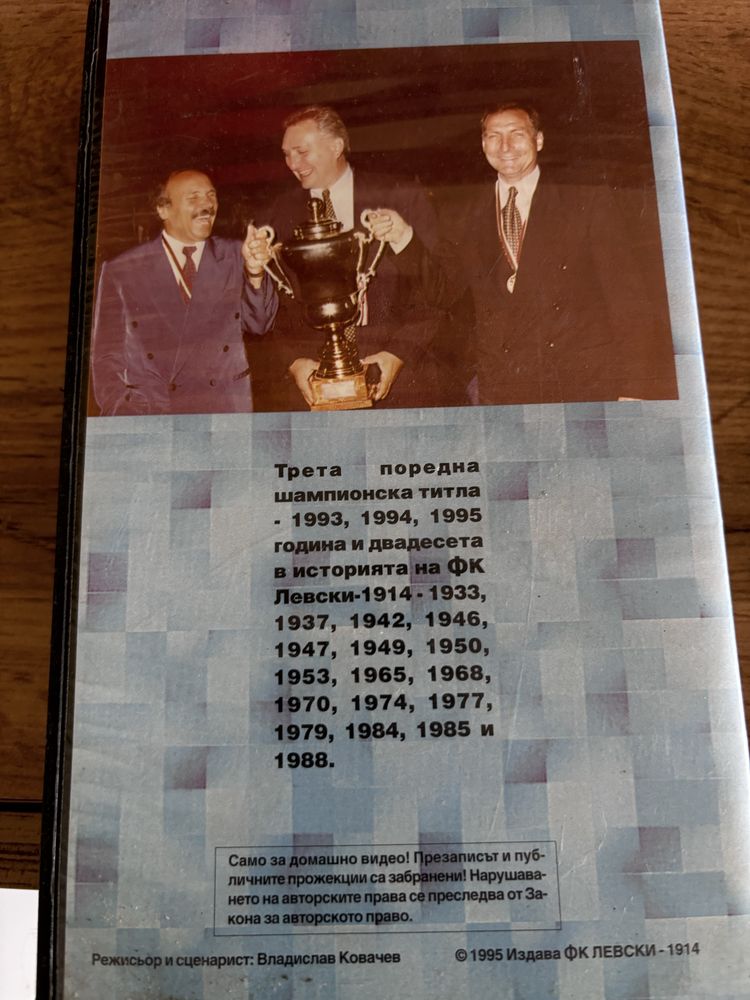 Трета поредна
шампионска титла
- 1993, 1994, 1995
година и двадесета
в историята на ФК
Левски-1914 - 1933,
1937, 1942, 1946,
1947, 1949, 1950,
1953, 1965, 1968,
1970, 1974, 1977,
1979, 1984, 1985 и
1988.
Само за домашно видео! Презаписът и пуб-
личните прожекции са забранени! Нарушава-
нето на авторските права се преследва от За-
кона за авторското право.
Режисьор и сценарист: Владислав Ковачев
© 1995 Издава ФК ЛЕВСКИ - 1914